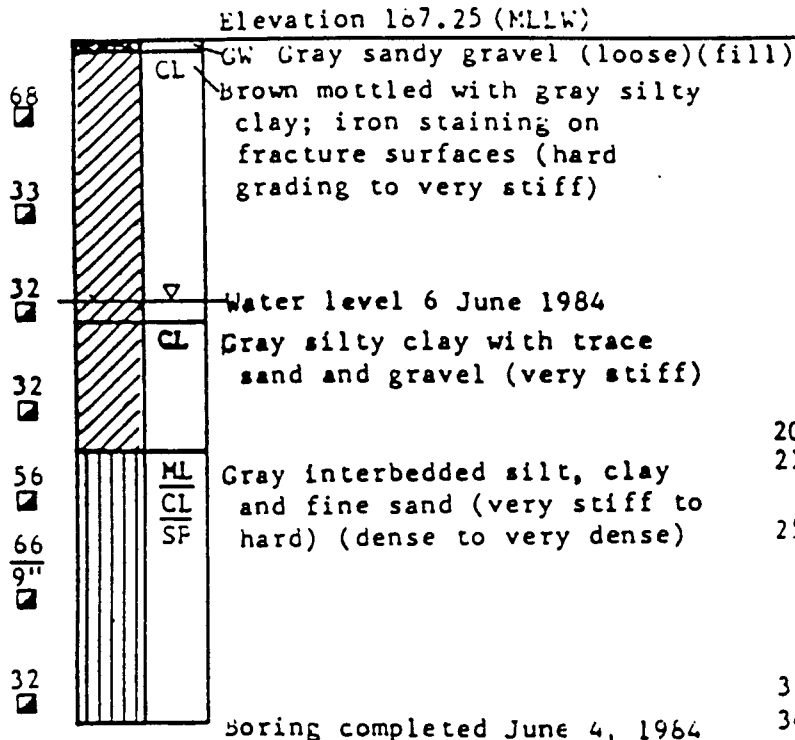 Elevation 187.25 (MLLW)
GW Gray sandy gravel (loose)(fill)
CL
Brown mottled with gray silty
clay; iron staining on
fracture surfaces (hard
grading to very stiff)
68
33
32
Water level 6 June 1984
CL Gray silty clay with trace
sand and gravel (very stiff)
32
20
56
ML Gray interbedded silt, clay
CL and fine sand (very stiff to
SP hard) (dense to very dense)
66
9"
32
Boring completed June 4, 1984